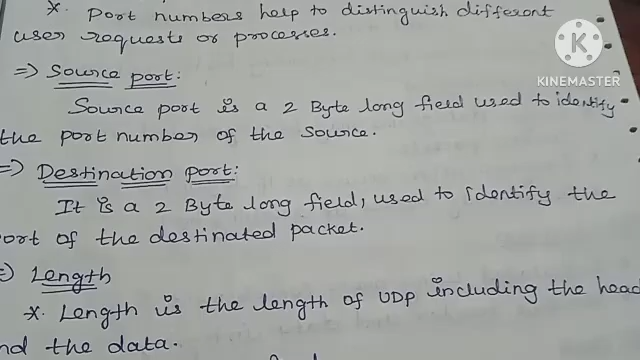 *. Port numbers help to distinguish different
user requests or processes.
K
KINEMASTER
=> Source port:
Source port is a 2 Byte long field used to identify
the port number of the source.
=> Destination port:
It is a 2 Byte long field, used to identify the
port of the destinated packet.
=> Length
*. Length is the length of UDP including the head
and the data.